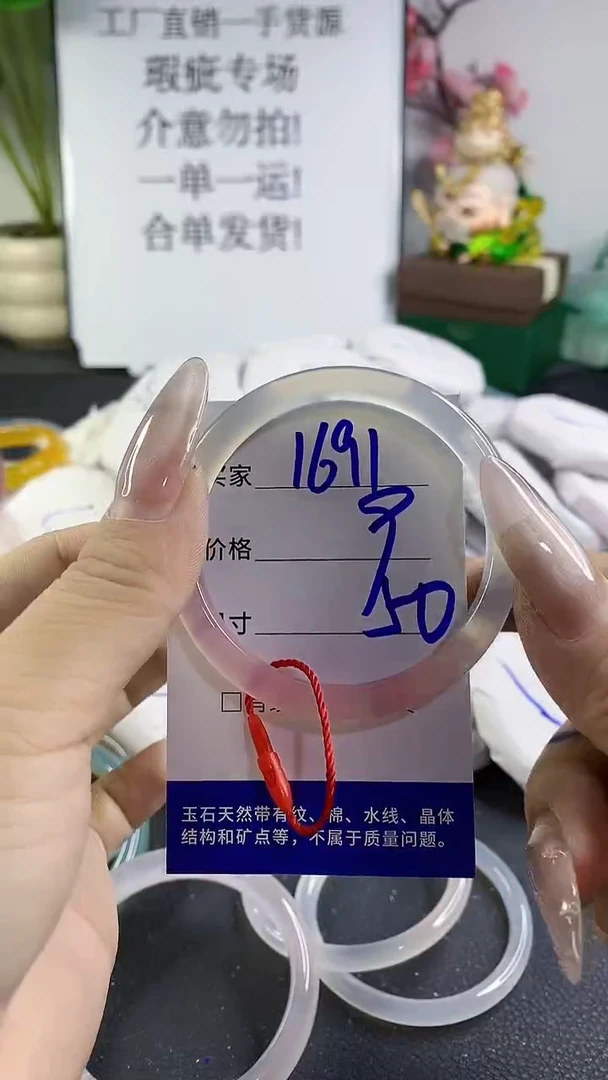 工厂直销一手货源
瑕疵专场
介意勿拍!
一单一运!
合单发货!
买家 1691
价格
寸 50
玉石天然带有纹、棉、水线、晶体
结构和矿点等，不属于质量问题。